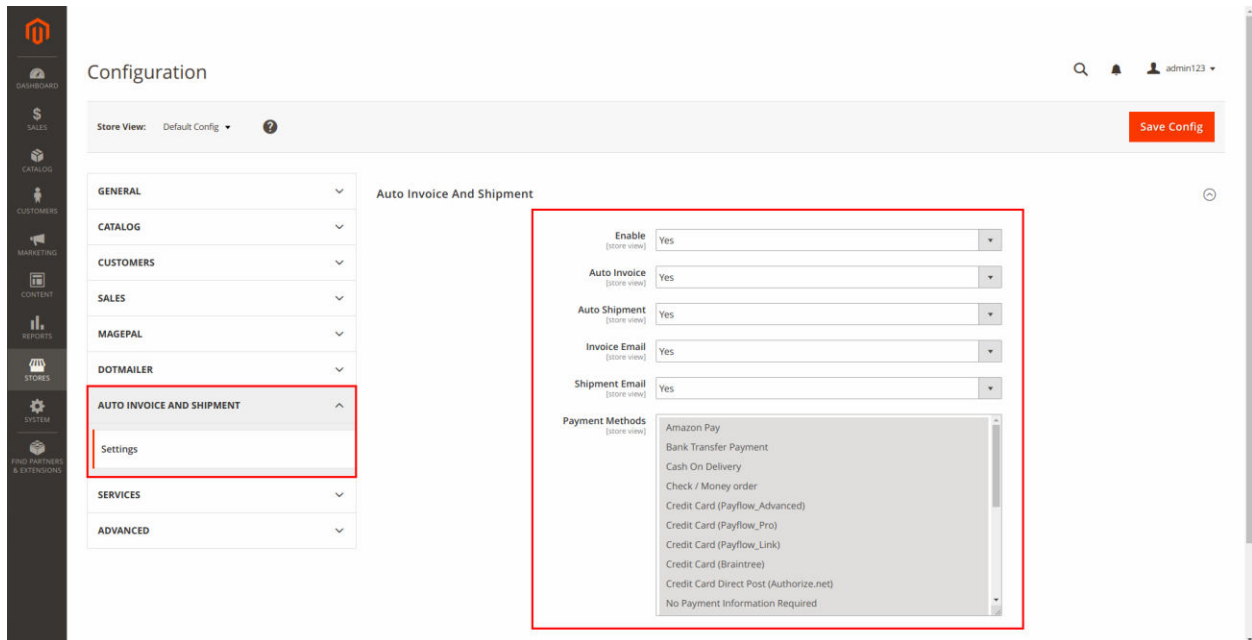 Configuration
admin123
Store View: Default Config
?
Save Config
DASHBOARD
SALES
CATALOG
CUSTOMERS
MARKETING
CONTENT
REPORTS
STORES
SYSTEM
FIND PARTNERS
& EXTENSIONS
GENERAL
CATALOG
CUSTOMERS
SALES
MAGEPAL
DOTMAILER
AUTO INVOICE AND SHIPMENT
Settings
SERVICES
ADVANCED
Auto Invoice And Shipment
Enable
[store view]
Yes
Auto Invoice
[store view]
Yes
Auto Shipment
[store view]
Yes
Invoice Email
[store view]
Yes
Shipment Email
[store view]
Yes
Payment Methods
[store view]
Amazon Pay
Bank Transfer Payment
Cash On Delivery
Check / Money order
Credit Card (Payflow_Advanced)
Credit Card (Payflow_Pro)
Credit Card (Payflow_Link)
Credit Card (Braintree)
Credit Card Direct Post (Authorize.net)
No Payment Information Required